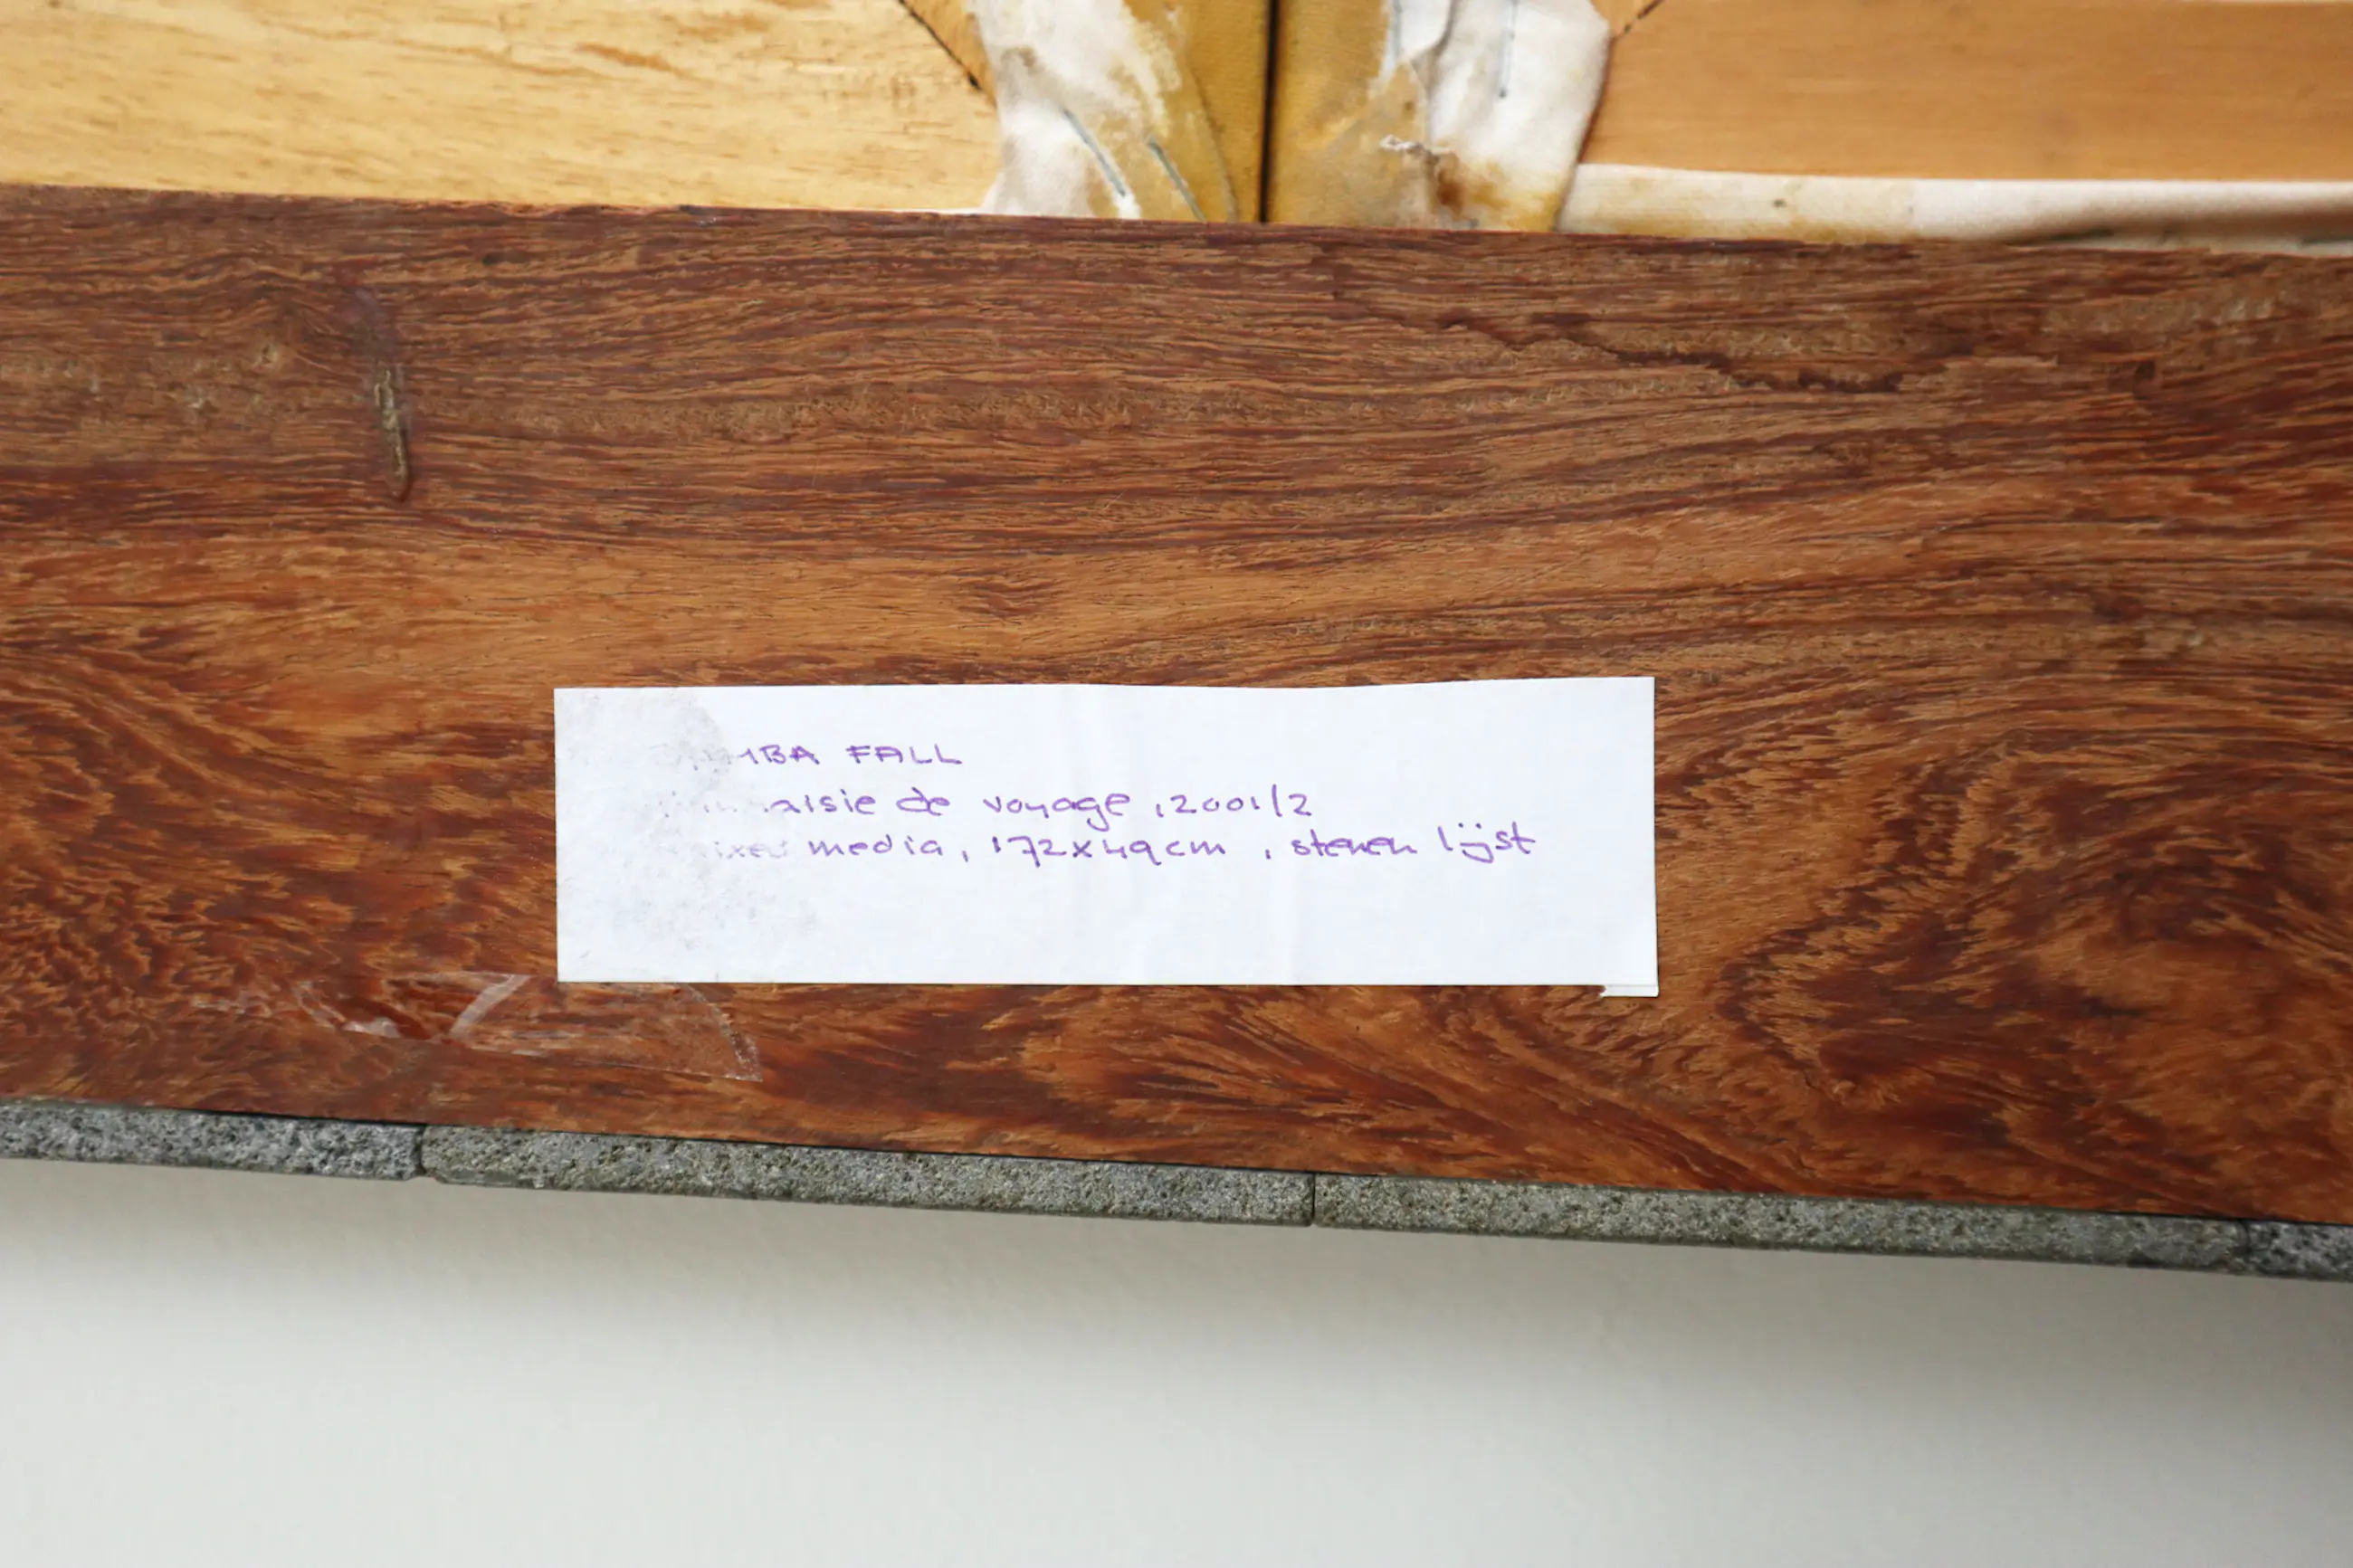 FALL
de voyage, 2001/2
media, 172x49cm, stenen lijst